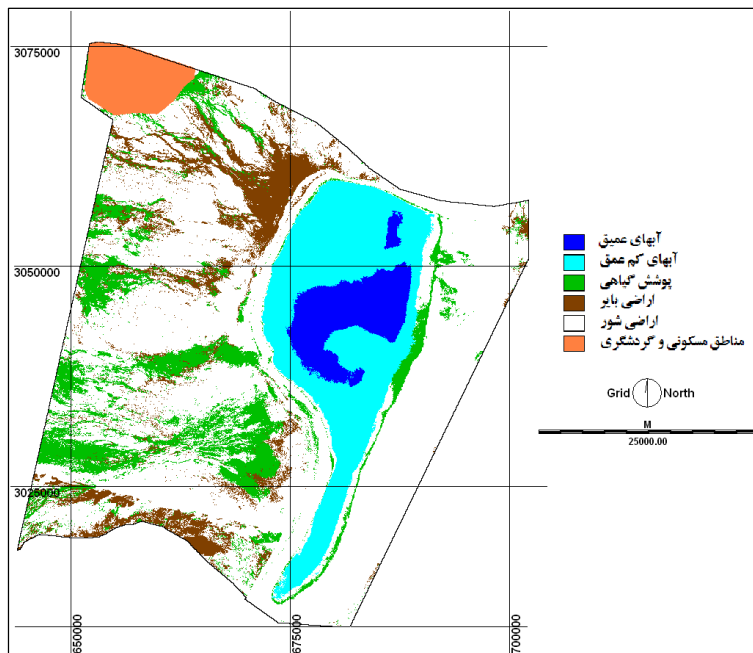 3075000
آبهای عمیق
آبهای کم عمق
3050000
پوشش گیاهی
اراضی بایر
اراضی شور
مناطق مسکونی و گردشگری
Grid North
M
25000.00
3025000
650000
675000
700000